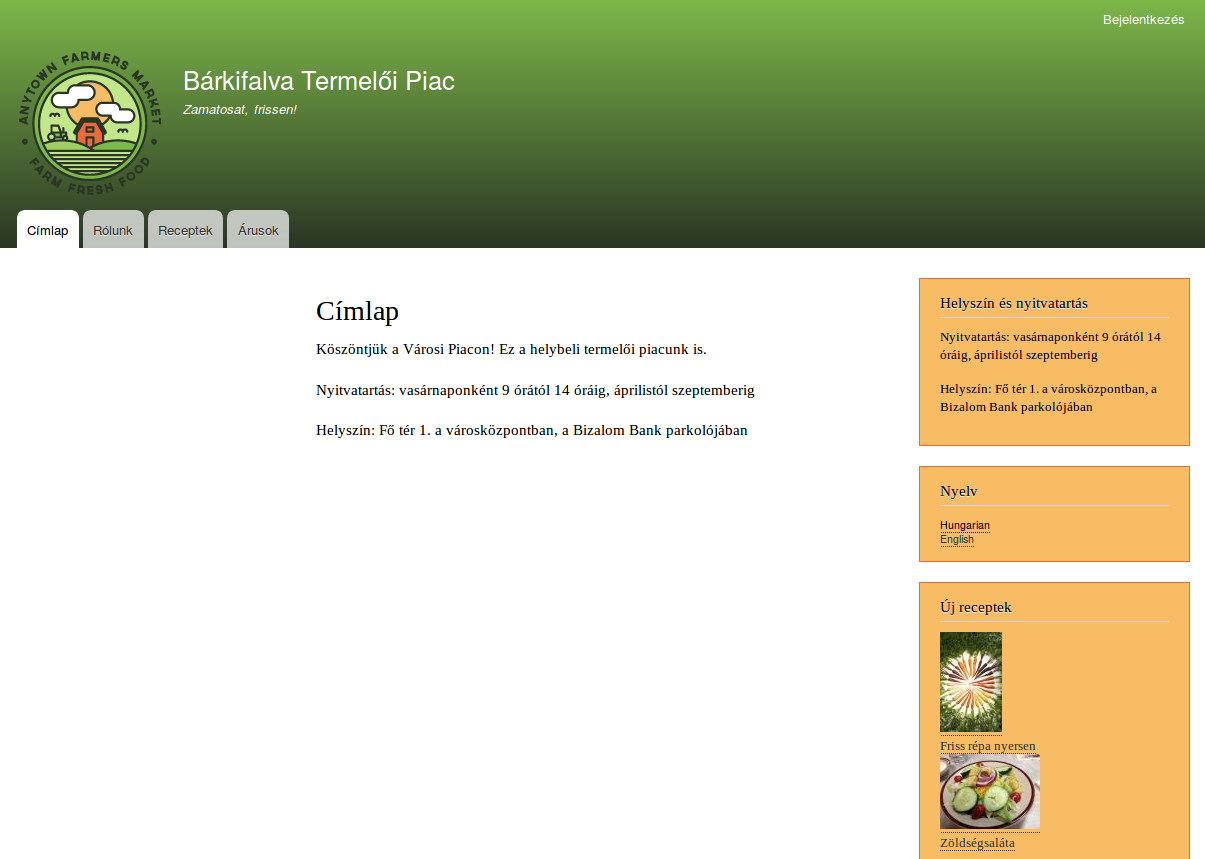 Bejelentkezés
ANYTOWN FARMERS MARKET
FARM FRESH FOOD
Bárkifalva Termelői Piac
Zamatosat, frissen!
Címlap
Rólunk
Receptek
Árusok
Címlap
Köszöntjük a Városi Piacon! Ez a helybeli termelői piacunk is.
Nyitvatartás: vasárnaponként 9 órától 14 óráig, áprilistól szeptemberig
Helyszín: Fő tér 1. a városközpontban, a Bizalom Bank parkolójában
Helyszín és nyitvatartás
Nyitvatartás: vasárnaponként 9 órától 14
óráig, áprilistól szeptemberig
Helyszín: Fő tér 1. a városközpontban, a
Bizalom Bank parkolójában
Nyelv
Hungarian
English
Új receptek
Friss répa nyersen
Zöldségsaláta